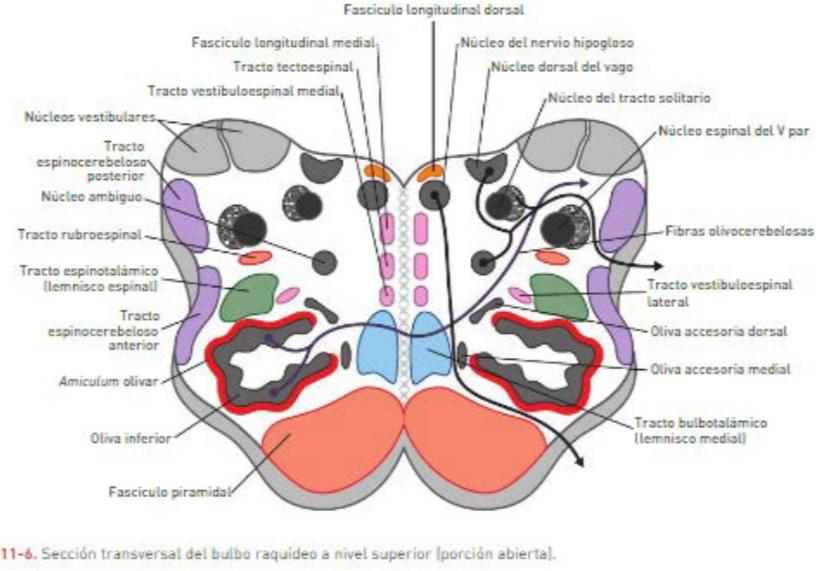 Fascículo longitudinal dorsal
Fascículo longitudinal medial
Tracto tectoespinal
Tracto vestibuloespinal medial
Núcleos vestibulares
Tracto
espinocerebeloso
posterior
Núcleo ambiguo
Tracto rubroespinal
Tracto espinotalámico
(lemnisco espinal)
Tracto
espinocerebeloso
anterior
Amiculum olivar
Oliva inferior
Fascículo piramidal
Núcleo del nervio hipogloso
Núcleo dorsal del vago
Núcleo del tracto solitario
Núcleo espinal del V par
Fibras olivocerebelosas
Tracto vestibuloespinal
lateral
Oliva accesoria dorsal
Oliva accesoria medial
Tracto bulbotalámico
(lemnisco medial)
11-6. Sección transversal del bulbo raquídeo a nivel superior (porción abierta).